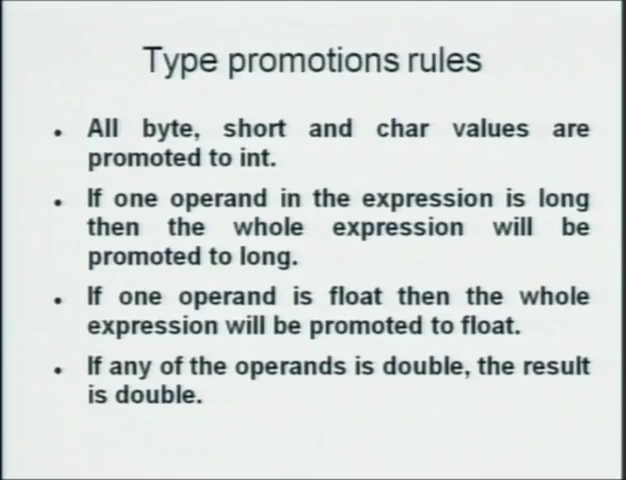 Type promotions rules
• All byte, short and char values are
promoted to int.
• If one operand in the expression is long
then the whole expression will be
promoted to long.
• If one operand is float then the whole
expression will be promoted to float.
• If any of the operands is double, the result
is double.